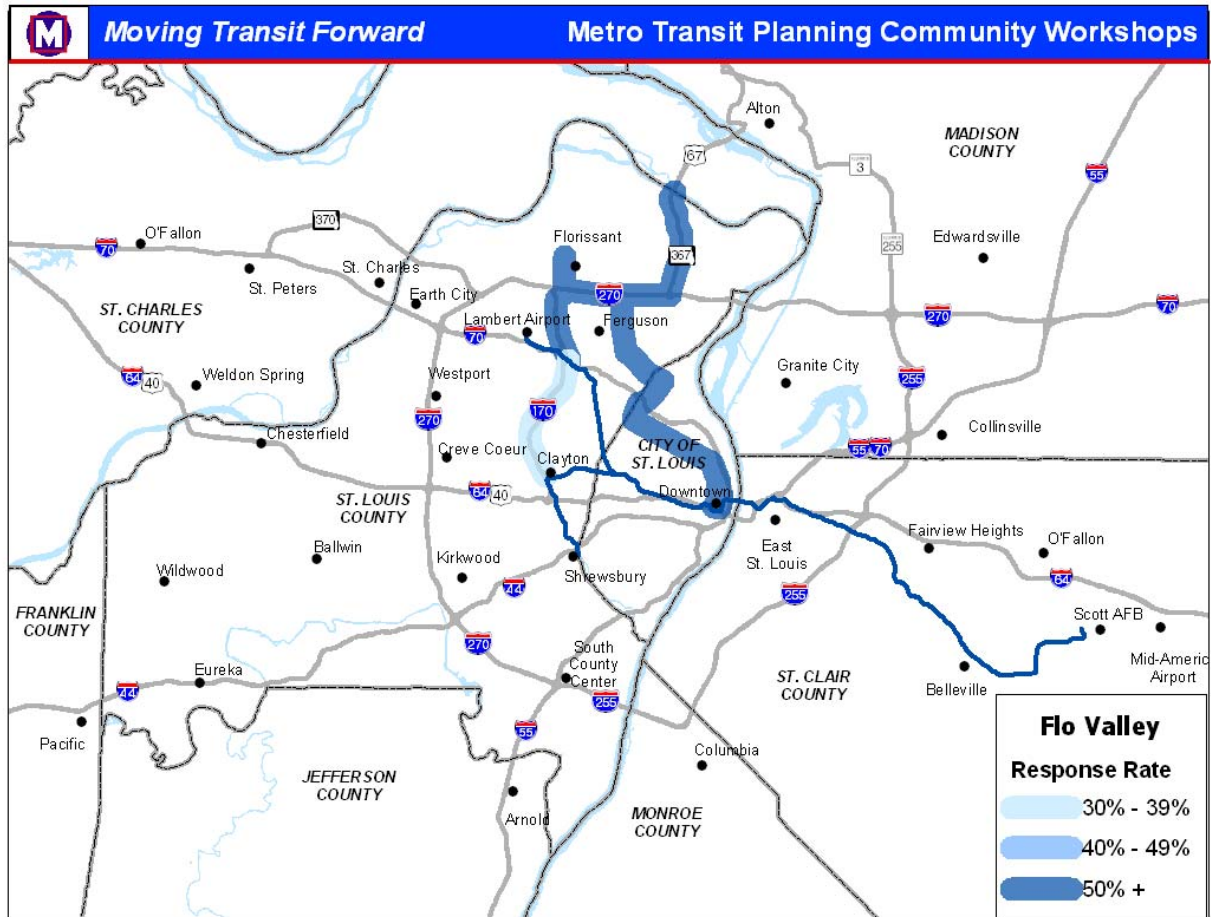 M
Moving Transit Forward
Metro Transit Planning Community Workshops
Alton
MADISON
COUNTY
67
3
55
370
O'Fallon
70
Florissant
367
255
Edwardsville
St. Peters
St. Charles
Earth City
270
70
ST. CHARLES
COUNTY
Lambert Airport
70
Ferguson
270
64
40
Weldon Spring
Westport
Granite City
255
270
170
Chesterfield
Creve Coeur
CITY OF
ST. LOUIS
Collinsville
55
70
Clayton
64
40
Downtown
ST. LOUIS
COUNTY
Ballwin
Kirkwood
Shrewsbury
East
St. Louis
Fairview Heights
O'Fallon
Wildwood
44
255
64
FRANKLIN
COUNTY
Scott AFB
270
South
County
Center
Mid-Americ
Airport
Eureka
44
255
ST. CLAIR
COUNTY
Belleville
Pacific
55
Columbia
JEFFERSON
COUNTY
Arnold
MONROE
COUNTY
Flo Valley
Response Rate
30% - 39%
40% - 49%
50% +